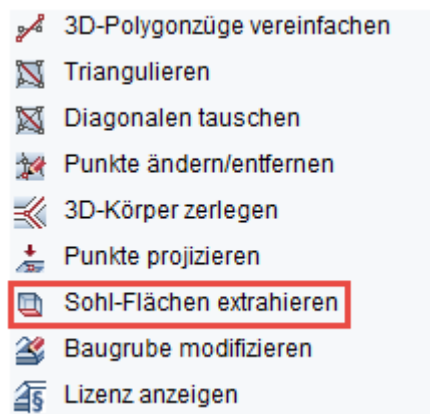 3D-Polygonzüge vereinfachen
Triangulieren
Diagonalen tauschen
Punkte ändern/entfernen
3D-Körper zerlegen
Punkte projizieren
Sohl-Flächen extrahieren
Baugrube modifizieren
§ Lizenz anzeigen